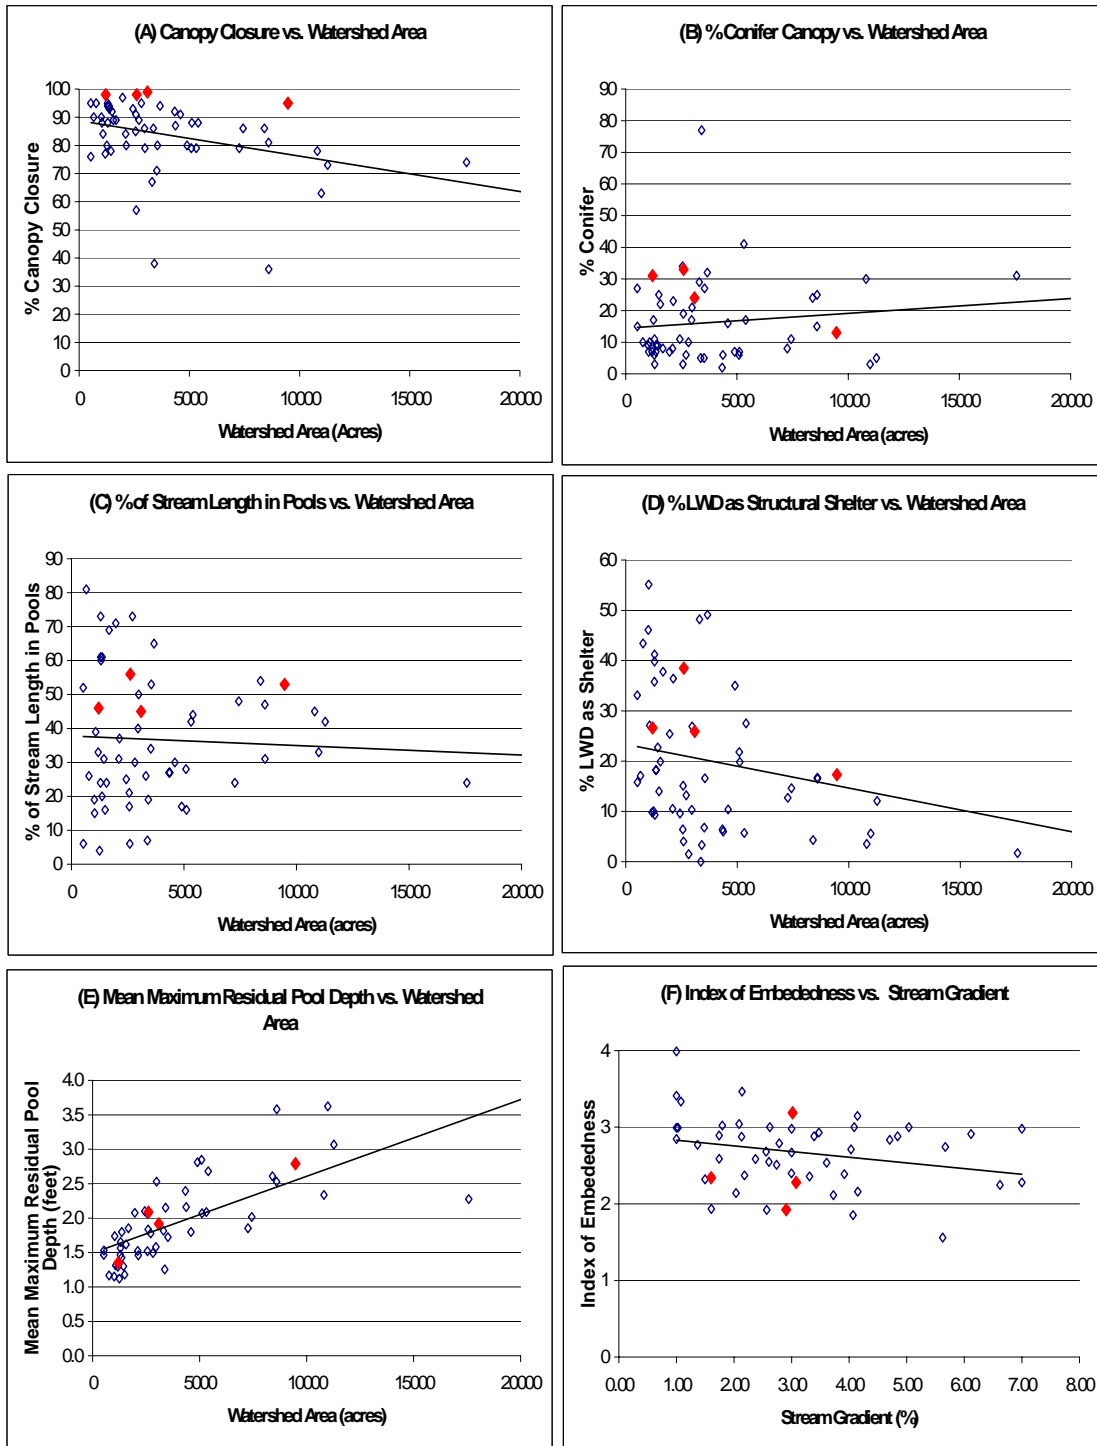 (A) Canopy Closure vs. Watershed Area
% Canopy Closure
100
90
80
70
60
50
40
30
20
10
0
0 5000 10000 15000 20000
Watershed Area (Acres)
(B) % Conifer Canopy vs. Watershed Area
% Conifer
90
80
70
60
50
40
30
20
10
0
0 5000 10000 15000 20000
Watershed Area (acres)
(C) % of Stream Length in Pools vs. Watershed Area
% of Stream Length in Pools
90
80
70
60
50
40
30
20
10
0
0 5000 10000 15000 20000
Watershed Area (acres)
(D) % LWD as Structural Shelter vs. Watershed Area
% LWD as Shelter
60
50
40
30
20
10
0
0 5000 10000 15000 20000
Watershed Area (acres)
(E) Mean Maximum Residual Pool Depth vs. Watershed
Area
Mean Maximum Residual Pool
Depth (feet)
4.0
3.5
3.0
2.5
2.0
1.5
1.0
0.5
0.0
0 5000 10000 15000 20000
Watershed Area (acres)
(F) Index of Embededness vs. Stream Gradient
Index of Embededness
4
3
2
1
0
0.00 1.00 2.00 3.00 4.00 5.00 6.00 7.00 8.00
Stream Gradient (%)